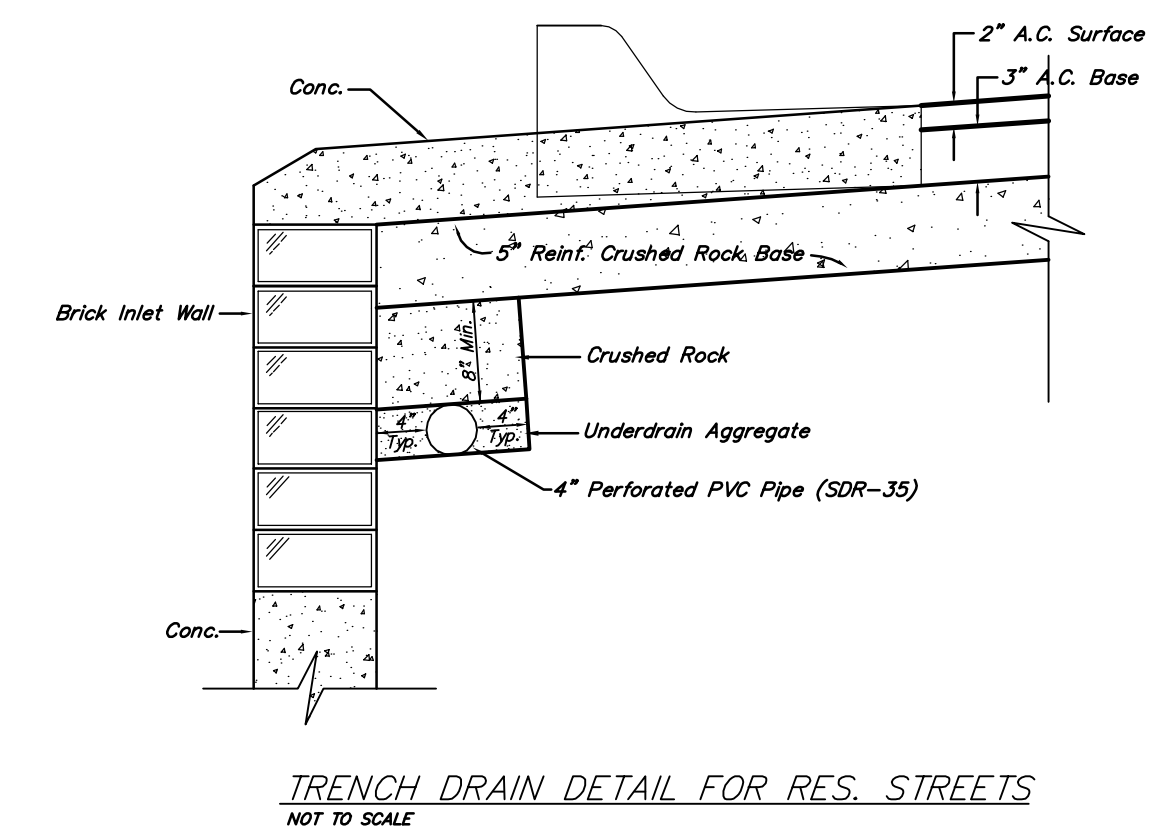 2" A.C. Surface
3" A.C. Base
Conc.
5" Reinf. Crushed Rock Base
Brick Inlet Wall
8" Min.
Crushed Rock
4"
Typ.
4"
Typ.
Underdrain Aggregate
4" Perforated PVC Pipe (SDR-35)
Conc.
TRENCH DRAIN DETAIL FOR RES. STREETS
NOT TO SCALE